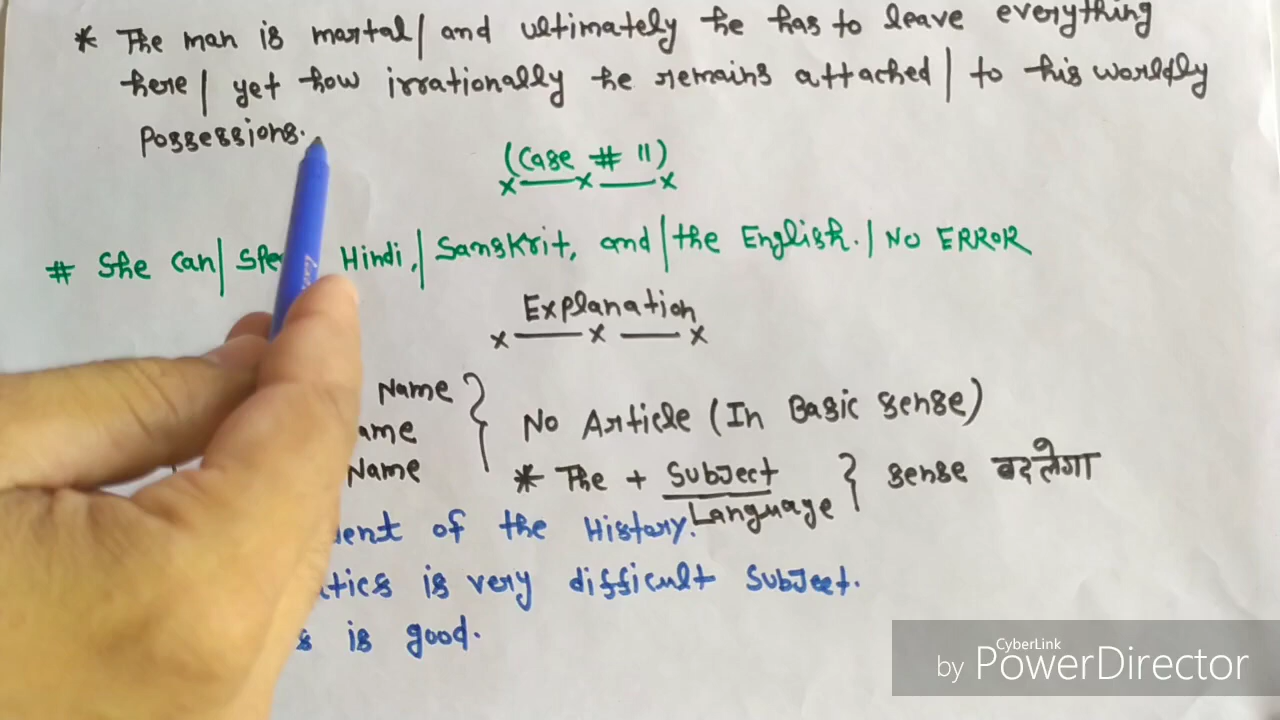 * The man is mortal/ and ultimately he has to leave everything
here/ yet how irrationally he remains attached/ to his worldly
Possessions.
(Case # 11)
# She can/ Hindi,/ Sanskrit, and/ the English./ NO ERROR
Explanation
Name
ame
Name
No Article (In Basic sense)
* The + Subject
Language
sense बदलेगा
dent of the History.
atics is very difficult Subject.
s is good.
CyberLink
by PowerDirector